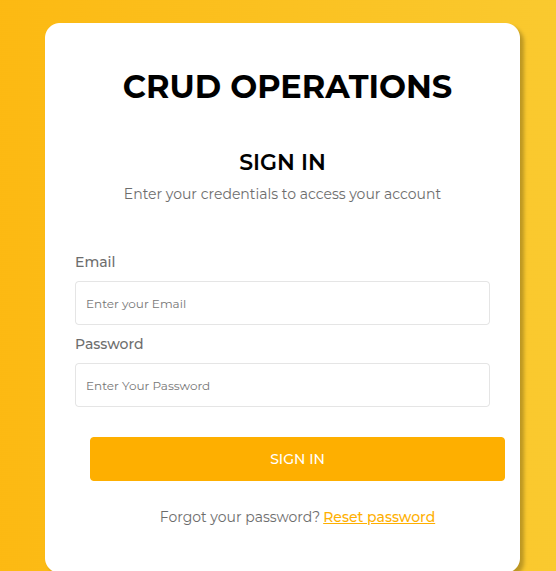 CRUD OPERATIONS
SIGN IN
Enter your credentials to access your account
Email
Enter your Email
Password
Enter Your Password
SIGN IN
Forgot your password? Reset password